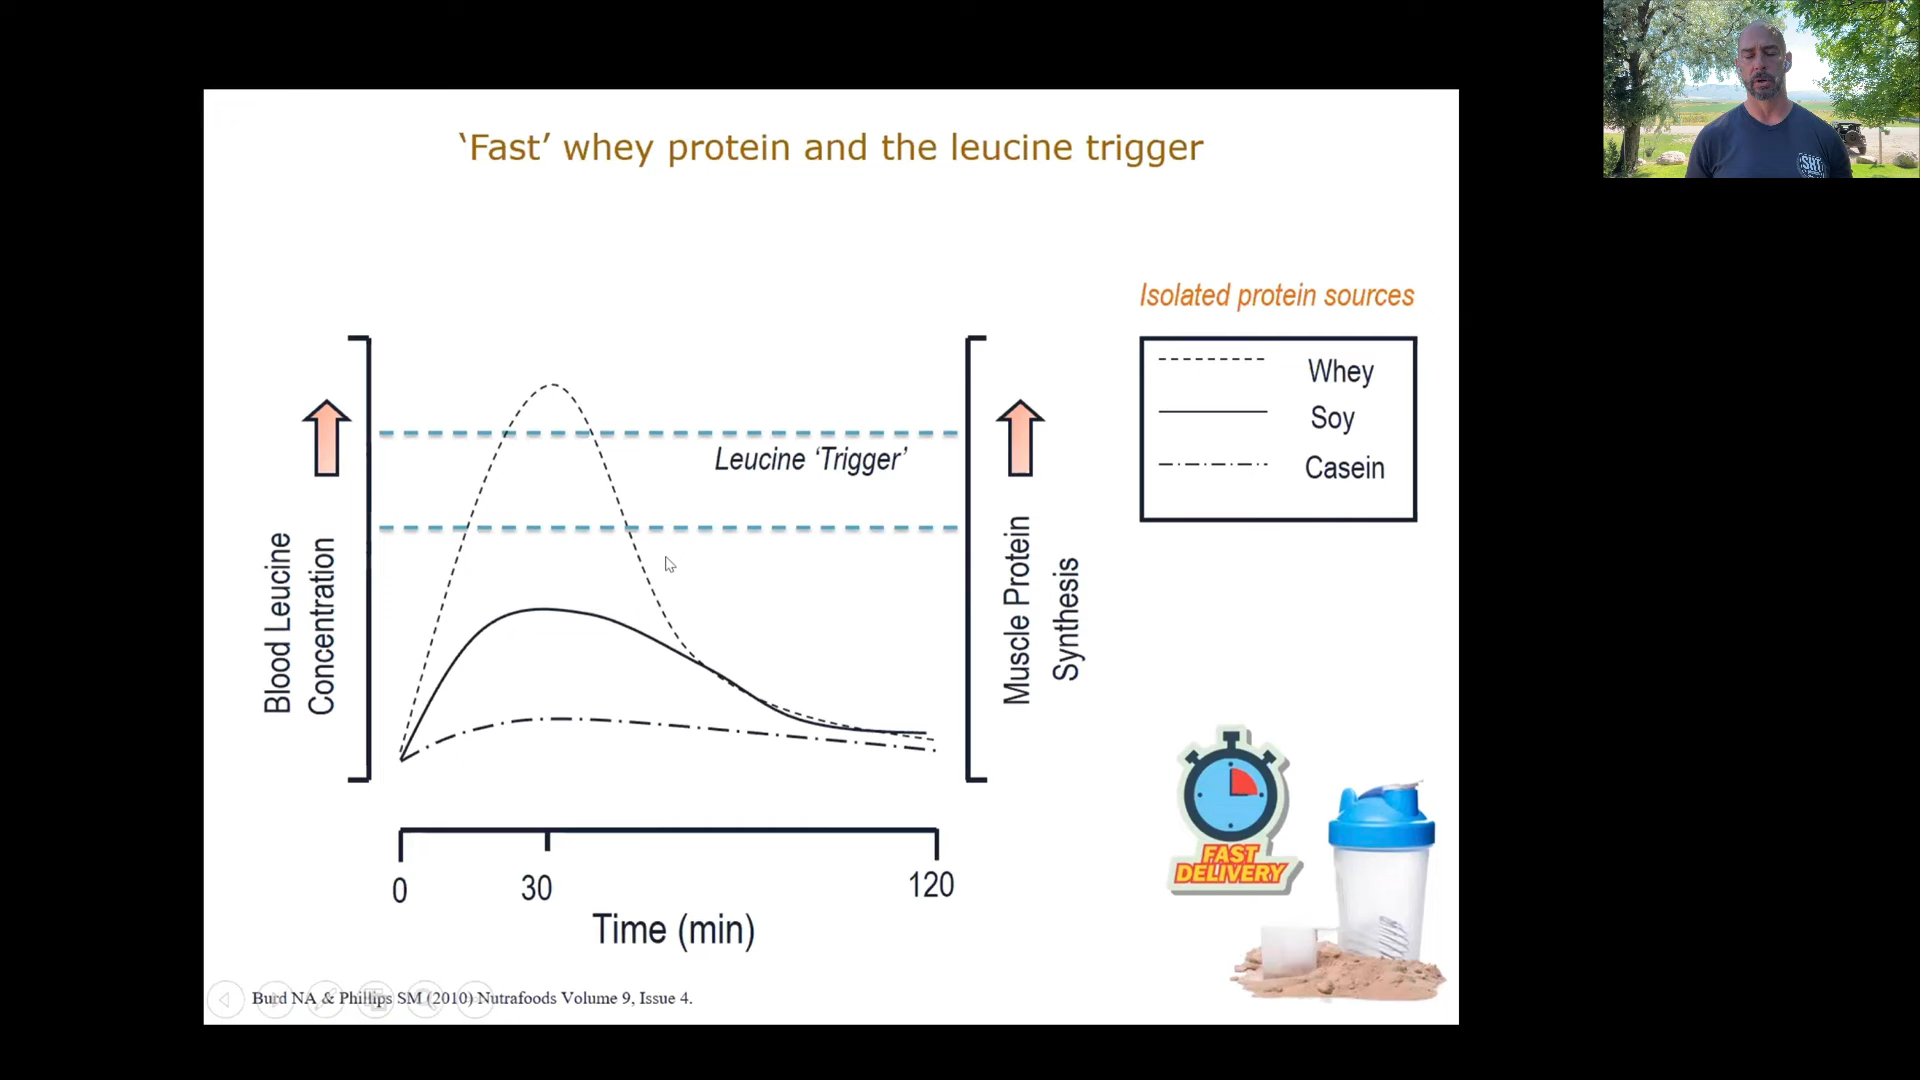 ‘Fast’ whey protein and the leucine trigger
Isolated protein sources
Whey
Soy
Casein
Leucine ‘Trigger’
Blood Leucine
Concentration
Muscle Protein
Synthesis
0
30
120
Time (min)
FAST
DELIVERY
Burd NA & Phillips SM (2010) Nutrafoods Volume 9, Issue 4.
SHI